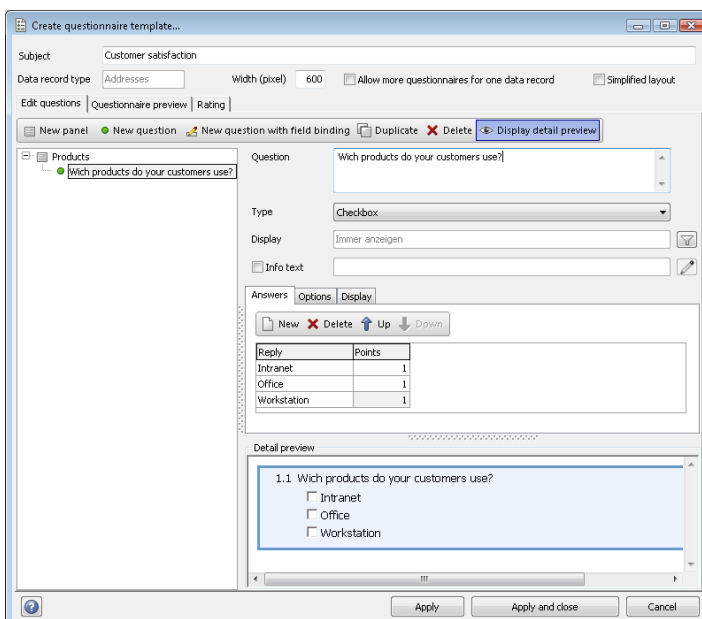 Create questionnaire template...
Subject Customer satisfaction
Data record type Addresses Width (pixel) 600 Allow more questionnaires for one data record Simplified layout
Edit questions Questionnaire preview Rating
New panel New question New question with field binding Duplicate Delete Display detail preview
Products
Wich products do your customers use?
Question Wich products do your customers use?
Type Checkbox
Display Immer anzeigen
Info text
Answers Options Display
New Delete Up Down
Reply Points
Intranet 1
Office 1
Workstation 1
Detail preview
1.1 Wich products do your customers use?
Intranet
Office
Workstation
Apply Apply and close Cancel